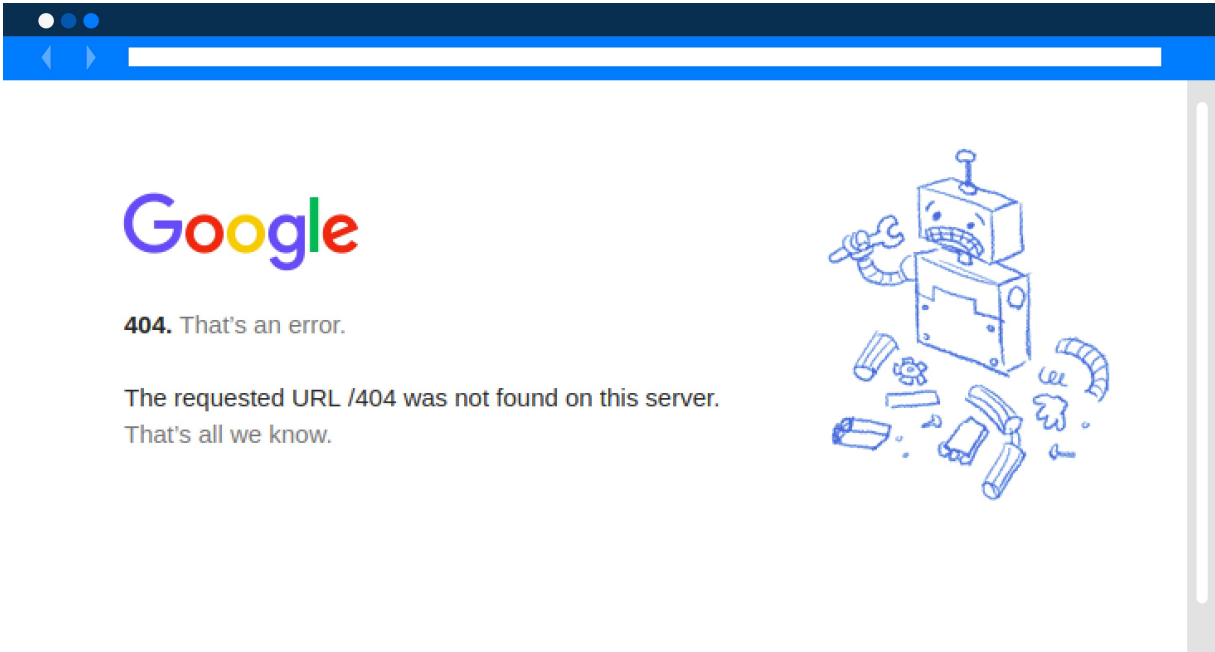 Google
404. That’s an error.
The requested URL /404 was not found on this server.
That’s all we know.